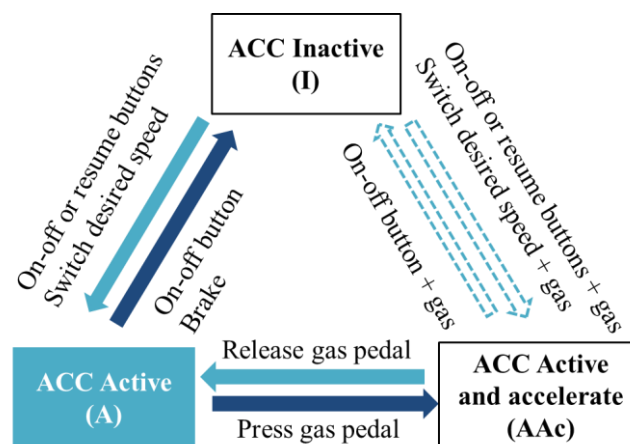 ACC Inactive
(I)
On-off or resume buttons
Switch desired speed
On-off button
Brake
On-off button + gas
On-off or resume buttons + gas
Switch desired speed + gas
ACC Active
(A)
Release gas pedal
Press gas pedal
ACC Active
and accelerate
(AAc)